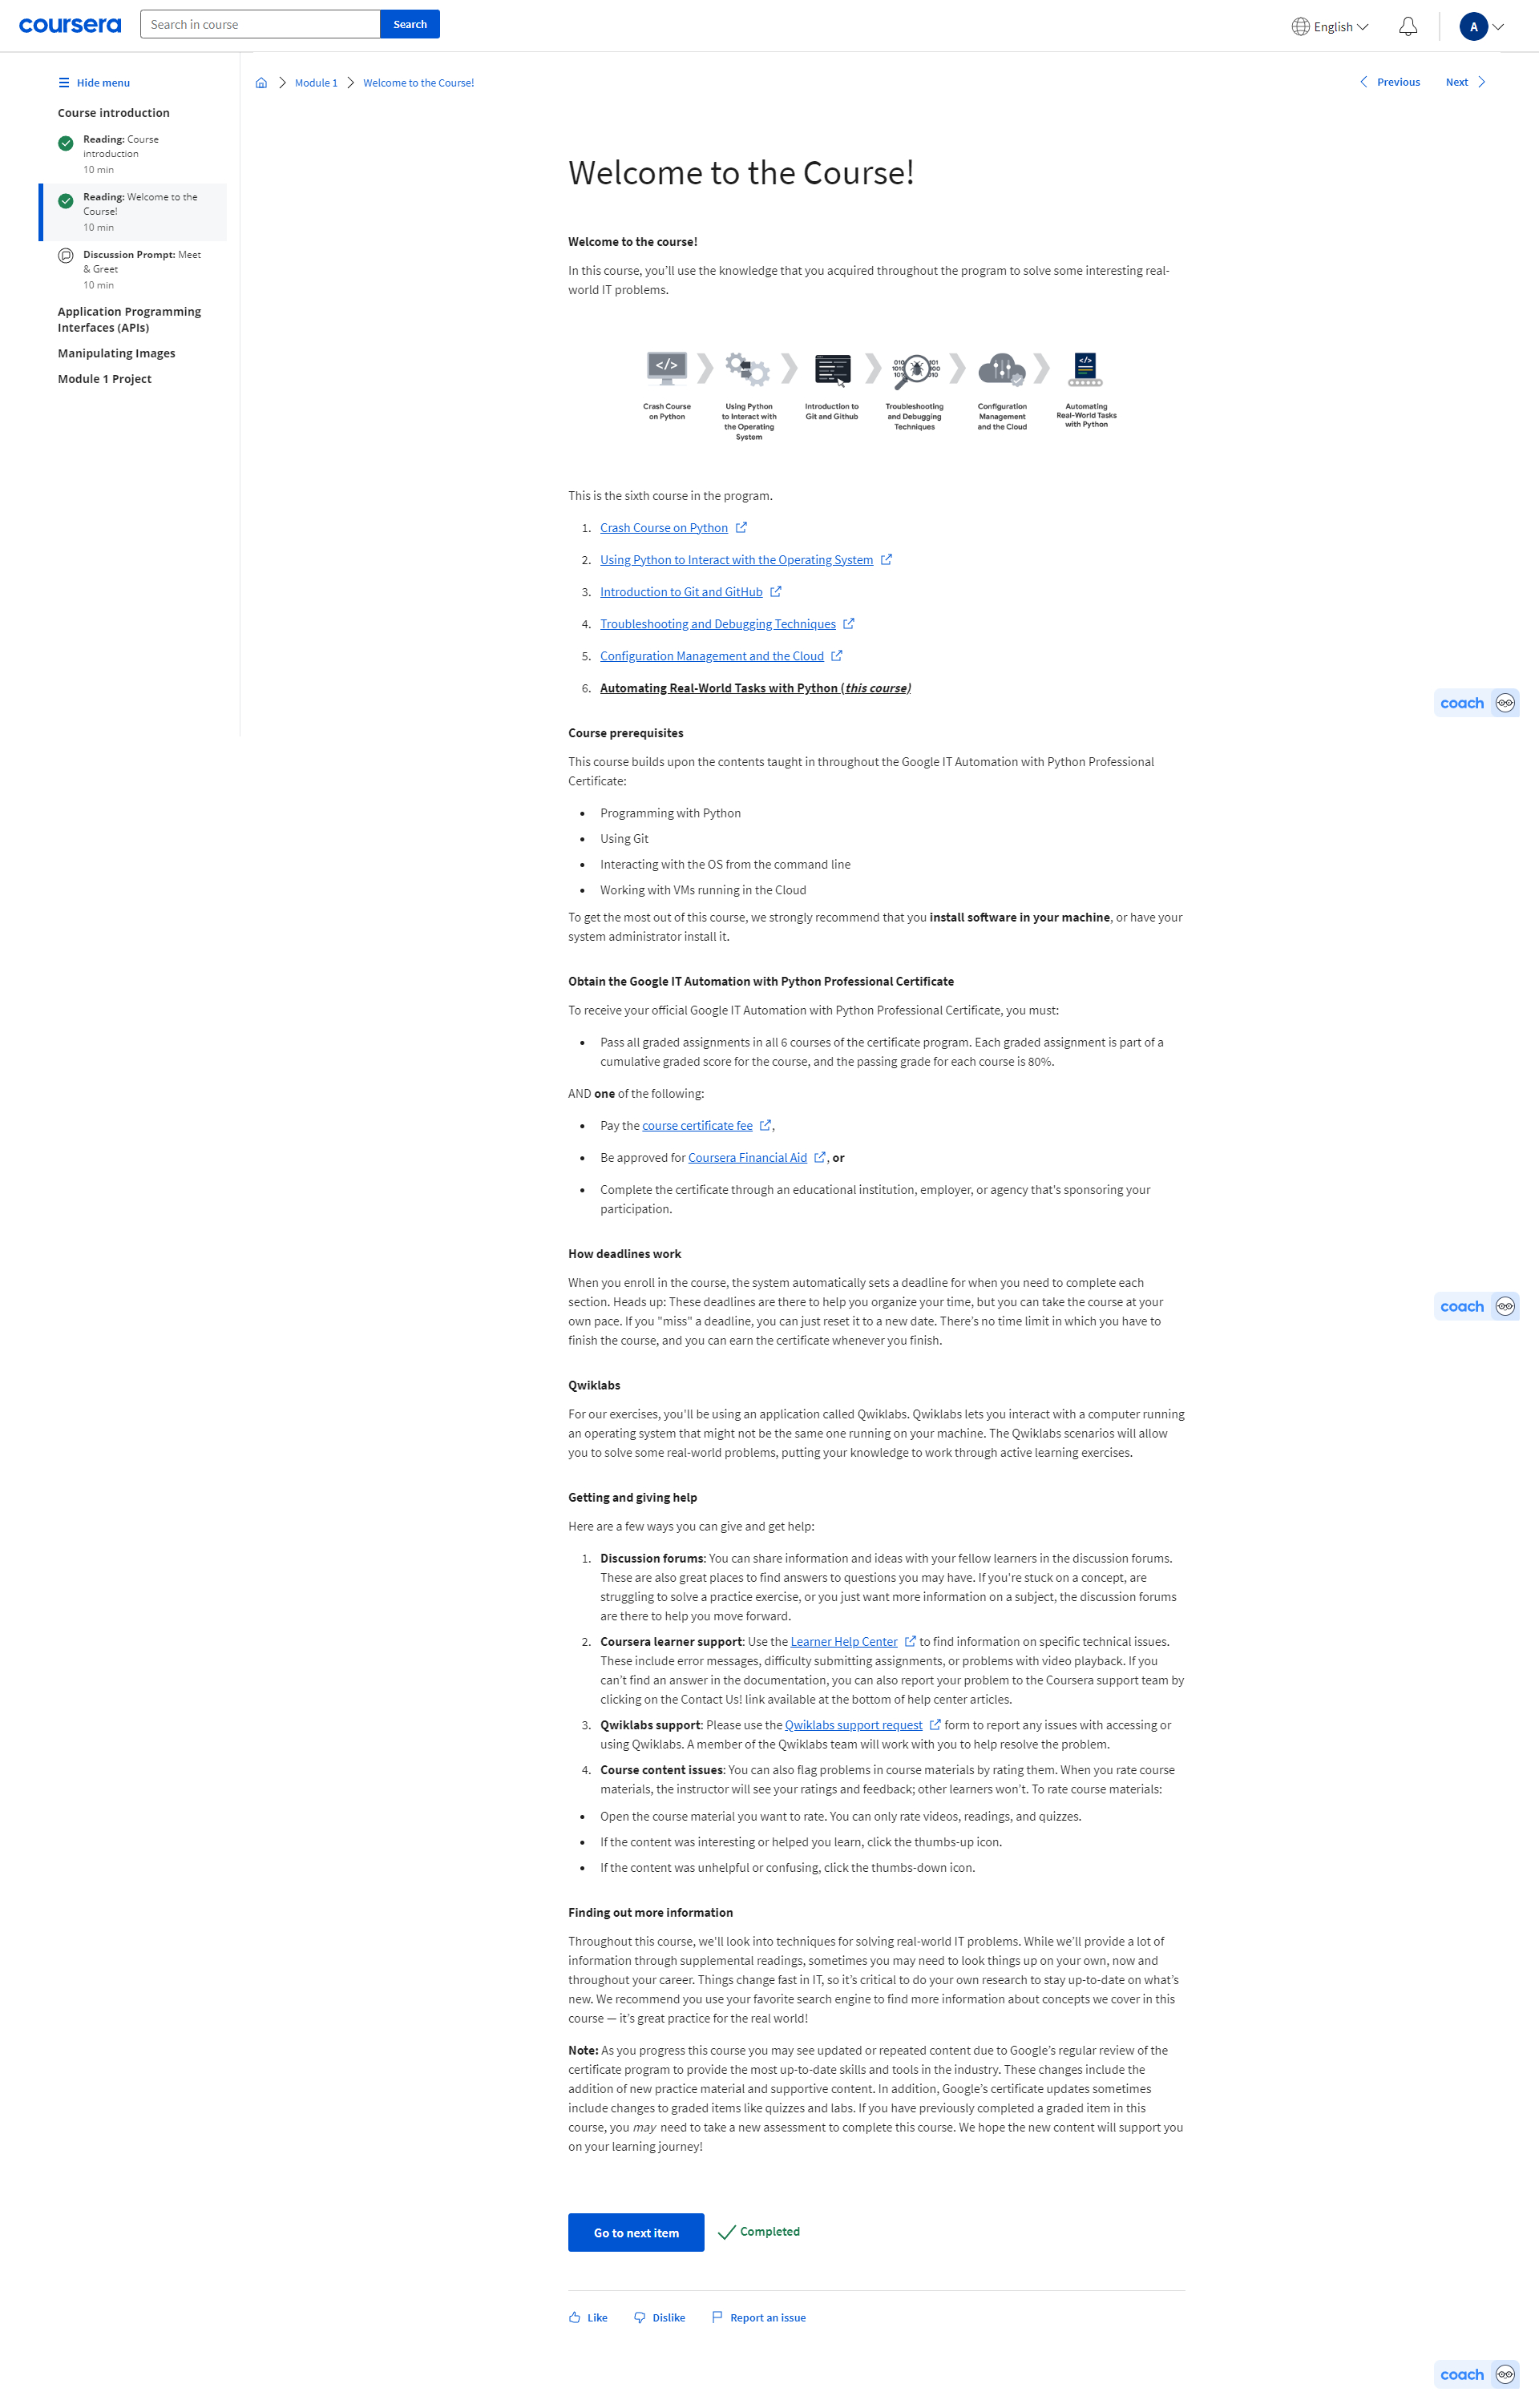 coursera
Search in course
Search
English
A
Hide menu
Module 1
Welcome to the Course!
Previous
Next
Course introduction
Reading: Course
introduction
10 min
Reading: Welcome to the
Course!
10 min
Discussion Prompt: Meet
& Greet
10 min
Application Programming
Interfaces (APIs)
Manipulating Images
Module 1 Project
Welcome to the Course!
Welcome to the course!
In this course, you’ll use the knowledge that you acquired throughout the program to solve some interesting real-
world IT problems.
Crash Course
on Python
Using Python
to Interact with
the Operating
System
Introduction to
Git and Github
Troubleshooting
and Debugging
Techniques
Configuration
Management
and the Cloud
Automating
Real-World Tasks
with Python
This is the sixth course in the program.
1. Crash Course on Python
2. Using Python to Interact with the Operating System
3. Introduction to Git and GitHub
4. Troubleshooting and Debugging Techniques
5. Configuration Management and the Cloud
6. Automating Real-World Tasks with Python (this course)
coach
Course prerequisites
This course builds upon the contents taught in throughout the Google IT Automation with Python Professional
Certificate:
• Programming with Python
• Using Git
• Interacting with the OS from the command line
• Working with VMs running in the Cloud
To get the most out of this course, we strongly recommend that you install software in your machine, or have your
system administrator install it.
Obtain the Google IT Automation with Python Professional Certificate
To receive your official Google IT Automation with Python Professional Certificate, you must:
• Pass all graded assignments in all 6 courses of the certificate program. Each graded assignment is part of a
cumulative graded score for the course, and the passing grade for each course is 80%.
AND one of the following:
• Pay the course certificate fee ,
• Be approved for Coursera Financial Aid , or
• Complete the certificate through an educational institution, employer, or agency that's sponsoring your
participation.
How deadlines work
When you enroll in the course, the system automatically sets a deadline for when you need to complete each
section. Heads up: These deadlines are there to help you organize your time, but you can take the course at your
own pace. If you "miss" a deadline, you can just reset it to a new date. There’s no time limit in which you have to
finish the course, and you can earn the certificate whenever you finish.
coach
Qwiklabs
For our exercises, you'll be using an application called Qwiklabs. Qwiklabs lets you interact with a computer running
an operating system that might not be the same one running on your machine. The Qwiklabs scenarios will allow
you to solve some real-world problems, putting your knowledge to work through active learning exercises.
Getting and giving help
Here are a few ways you can give and get help:
1. Discussion forums: You can share information and ideas with your fellow learners in the discussion forums.
These are also great places to find answers to questions you may have. If you're stuck on a concept, are
struggling to solve a practice exercise, or you just want more information on a subject, the discussion forums
are there to help you move forward.
2. Coursera learner support: Use the Learner Help Center to find information on specific technical issues.
These include error messages, difficulty submitting assignments, or problems with video playback. If you
can’t find an answer in the documentation, you can also report your problem to the Coursera support team by
clicking on the Contact Us! link available at the bottom of help center articles.
3. Qwiklabs support: Please use the Qwiklabs support request form to report any issues with accessing or
using Qwiklabs. A member of the Qwiklabs team will work with you to help resolve the problem.
4. Course content issues: You can also flag problems in course materials by rating them. When you rate course
materials, the instructor will see your ratings and feedback; other learners won’t. To rate course materials:
• Open the course material you want to rate. You can only rate videos, readings, and quizzes.
• If the content was interesting or helped you learn, click the thumbs-up icon.
• If the content was unhelpful or confusing, click the thumbs-down icon.
Finding out more information
Throughout this course, we'll look into techniques for solving real-world IT problems. While we’ll provide a lot of
information through supplemental readings, sometimes you may need to look things up on your own, now and
throughout your career. Things change fast in IT, so it’s critical to do your own research to stay up-to-date on what’s
new. We recommend you use your favorite search engine to find more information about concepts we cover in this
course — it’s great practice for the real world!
Note: As you progress this course you may see updated or repeated content due to Google’s regular review of the
certificate program to provide the most up-to-date skills and tools in the industry. These changes include the
addition of new practice material and supportive content. In addition, Google’s certificate updates sometimes
include changes to graded items like quizzes and labs. If you have previously completed a graded item in this
course, you may need to take a new assessment to complete this course. We hope the new content will support you
on your learning journey!
Go to next item
Completed
Like
Dislike
Report an issue
coach